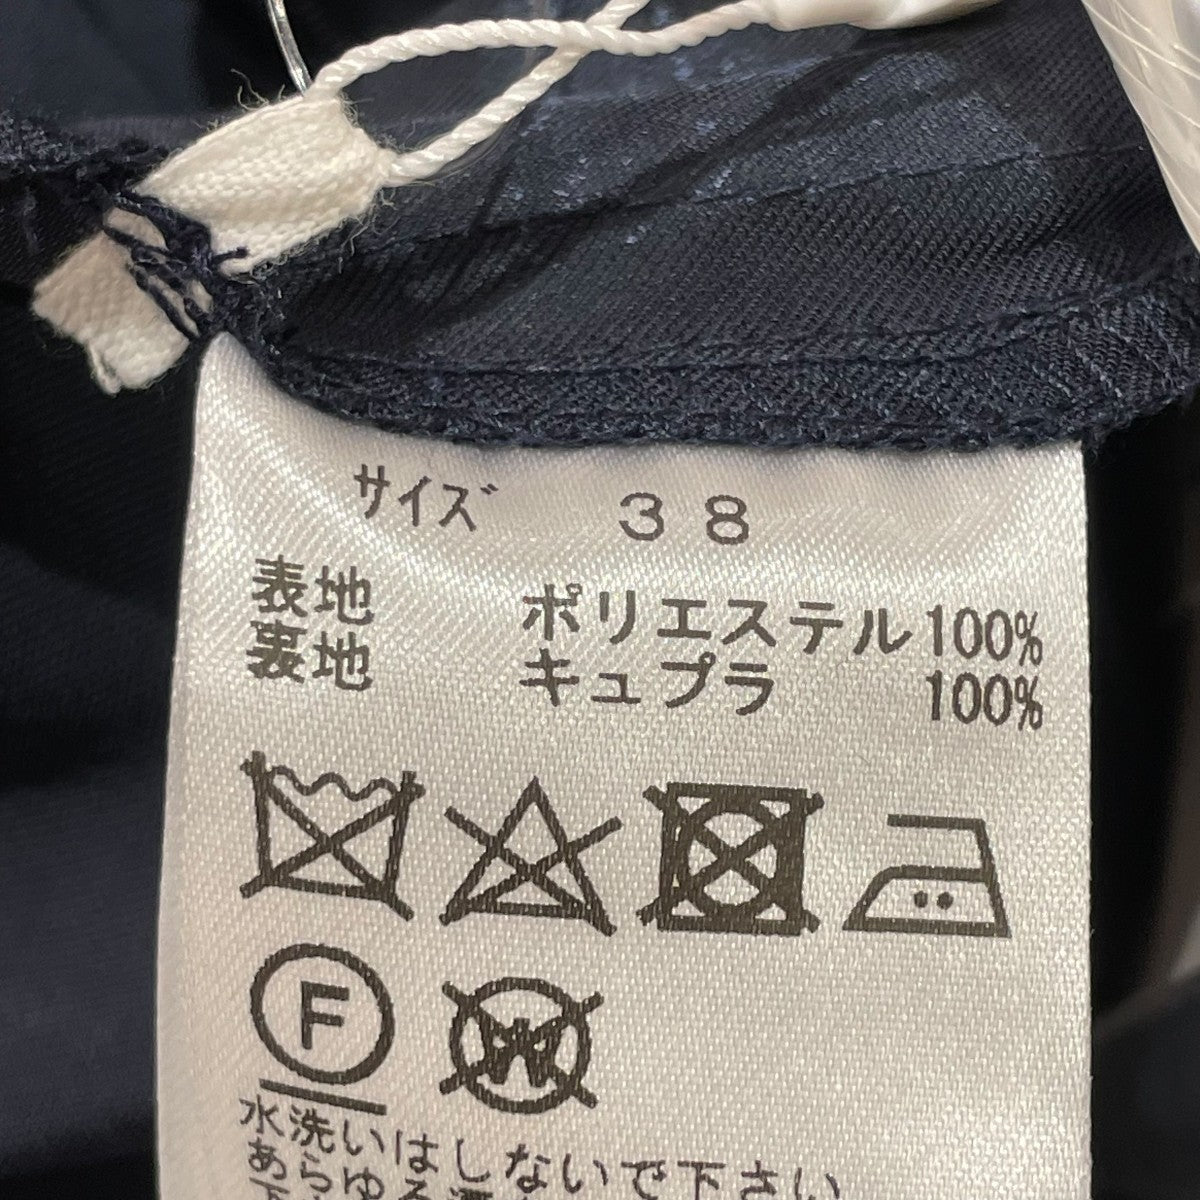 サイズ 38
表地 ポリエステル100%
裏地 キュプラ 100%
F
W
水洗いはしないで下さい